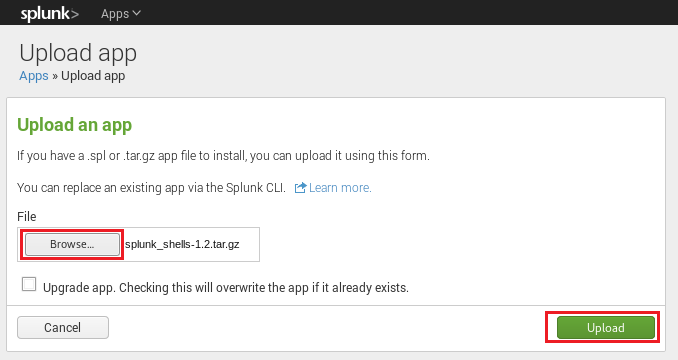 splunk> Apps
Upload app
Apps » Upload app
Upload an app
If you have a .spl or .tar.gz app file to install, you can upload it using this form.
You can replace an existing app via the Splunk CLI. Learn more.
File
Browse... splunk_shells-1.2.tar.gz
Upgrade app. Checking this will overwrite the app if it already exists.
Cancel Upload